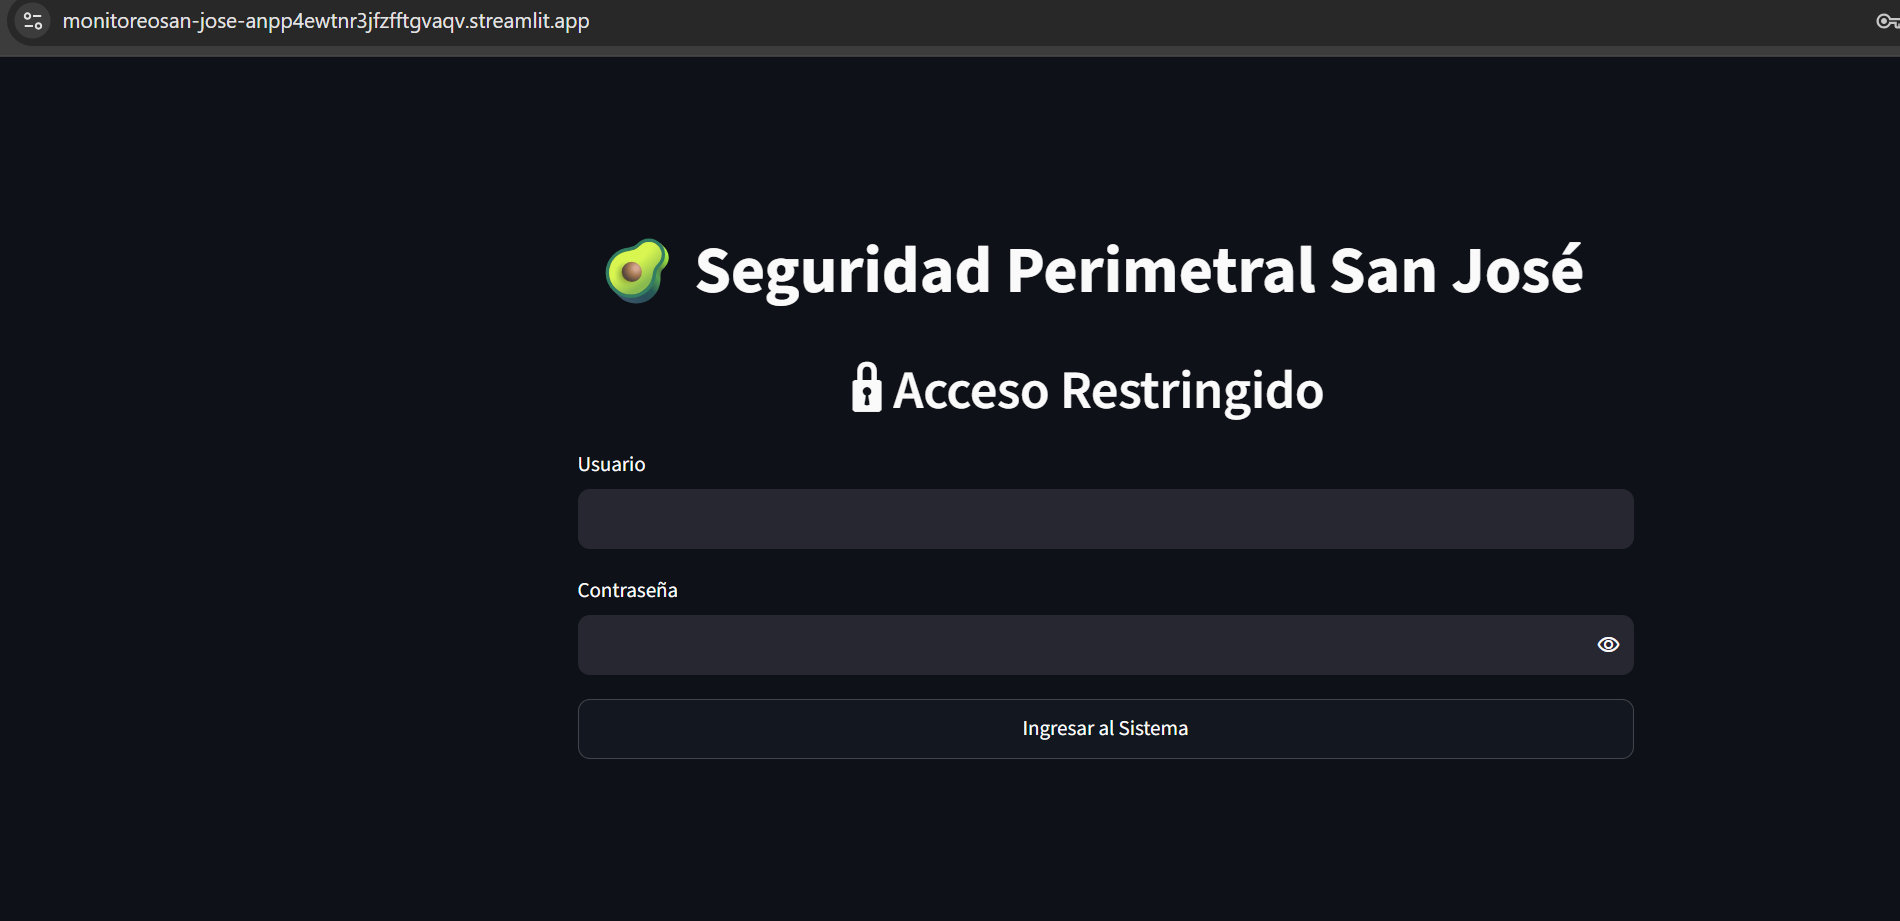 monitoreosan-jose-anpp4ewtnr3jfzfftgvaqv.streamlit.app
Seguridad Perimetral San José
Acceso Restringido
Usuario
Contraseña
Ingresar al Sistema